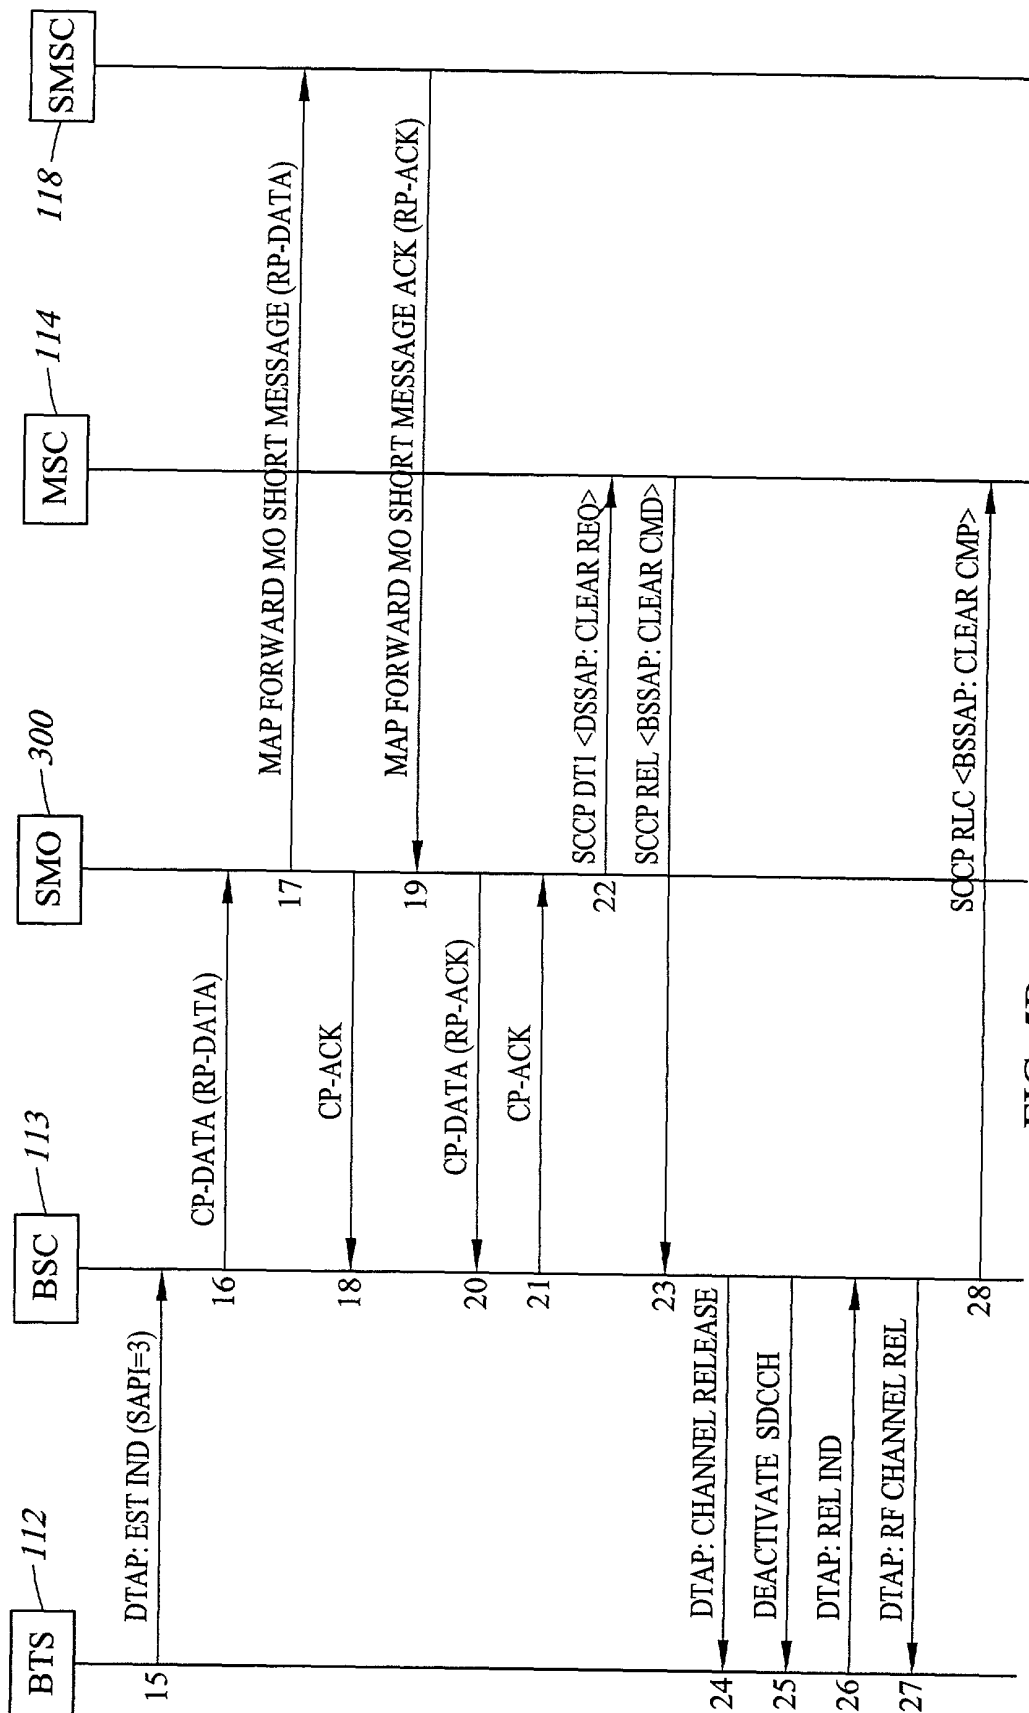 BTS
112
BSC
113
SMO
300
MSC
114
SMSC
118
15
DTAP: EST IND (SAPI=3)
16
CP-DATA (RP-DATA)
17
MAP FORWARD MO SHORT MESSAGE (RP-DATA)
18
CP-ACK
19
MAP FORWARD MO SHORT MESSAGE ACK (RP-ACK)
20
CP-DATA (RP-ACK)
21
CP-ACK
22
SCCP DT1 <DSSAP: CLEAR REQ>
23
SCCP REL <BSSAP: CLEAR CMD>
24
DTAP: CHANNEL RELEASE
25
DEACTIVATE SDCCH
26
DTAP: REL IND
27
DTAP: RF CHANNEL REL
28
SCCP RLC <BSSAP: CLEAR CMP>